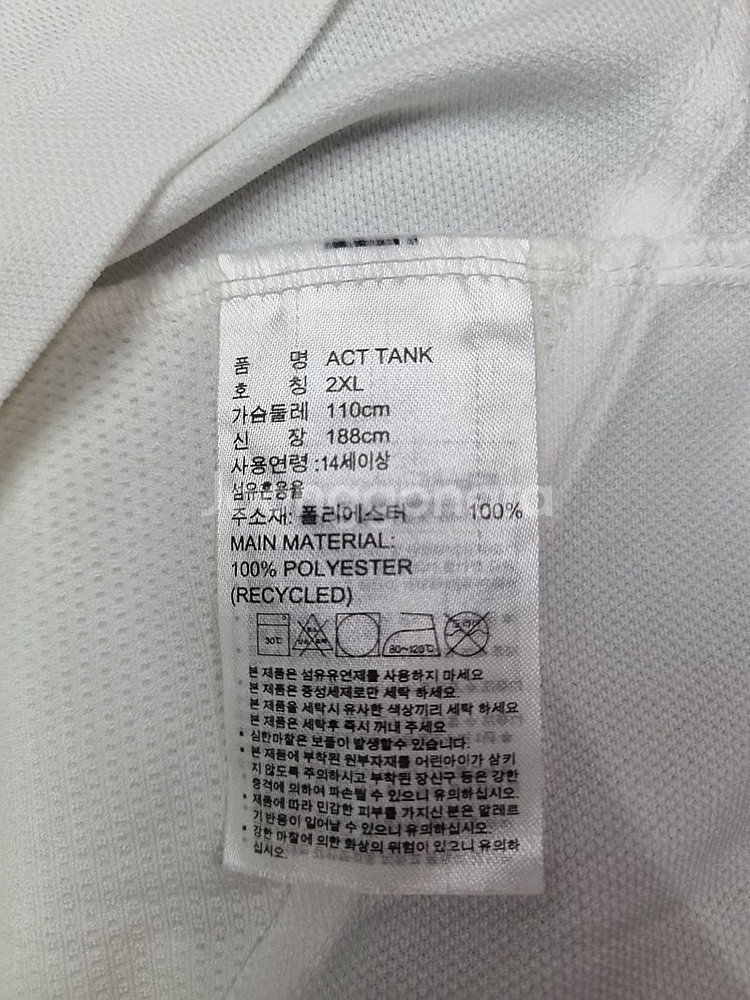 품 명 ACT TANK
호 칭 2XL
가슴둘레 110cm
신 장 188cm
사용연령 :14세이상
섬유혼용율
주소재: 폴리에스터 100%
MAIN MATERIAL:
100% POLYESTER
(RECYCLED)
30℃ 80~120℃ 드라이
본 제품은 섬유유연제를 사용하지 마세요
본 제품은 중성세제로만 세탁 하세요
본 제품을 세탁시 유사한 색상끼리 세탁 하세요
본 제품은 세탁후 즉시 꺼내 주세요
• 심한마찰은 보풀이 발생할수 있습니다.
• 본 제품에 부착된 원부자재를 어린아이가 삼키
지 않도록 주의하시고 부착된 장신구 등은 강한
충격에 의하여 파손될 수 있으니 유의하십시오.
• 제품에 따라 민감한 피부를 가지신 분은 알레르
기 반응이 일어날 수 있으니 유의하십시오.
• 강한 마찰에 의한 화상의 위험이 있고니 유의하
십시오.